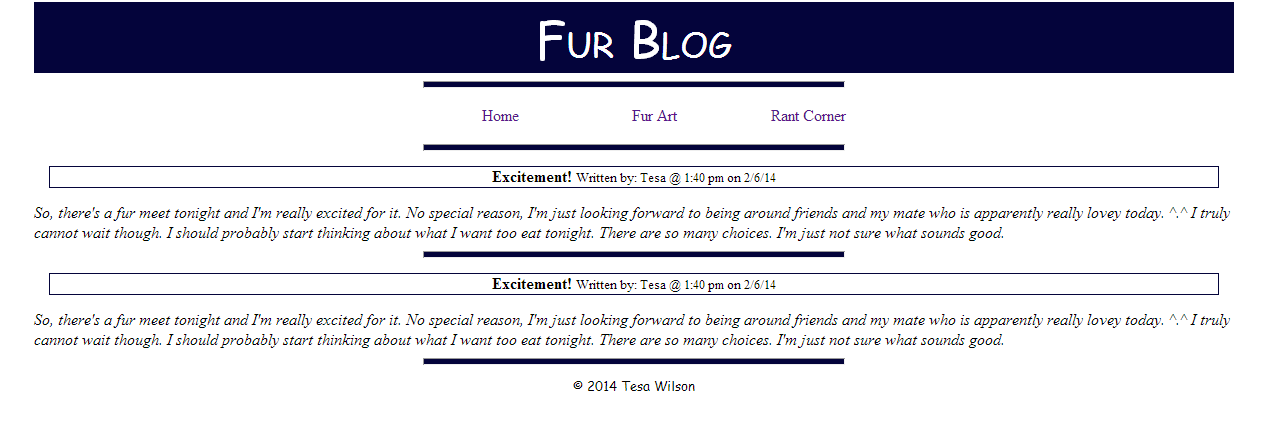 Fur Blog
Home Fur Art Rant Corner
Excitement! Written by: Tesa @ 1:40 pm on 2/6/14
So, there's a fur meet tonight and I'm really excited for it. No special reason, I'm just looking forward to being around friends and my mate who is apparently really lovey today. ^.^ I truly
cannot wait though. I should probably start thinking about what I want too eat tonight. There are so many choices. I'm just not sure what sounds good.
Excitement! Written by: Tesa @ 1:40 pm on 2/6/14
So, there's a fur meet tonight and I'm really excited for it. No special reason, I'm just looking forward to being around friends and my mate who is apparently really lovey today. ^.^ I truly
cannot wait though. I should probably start thinking about what I want too eat tonight. There are so many choices. I'm just not sure what sounds good.
© 2014 Tesa Wilson